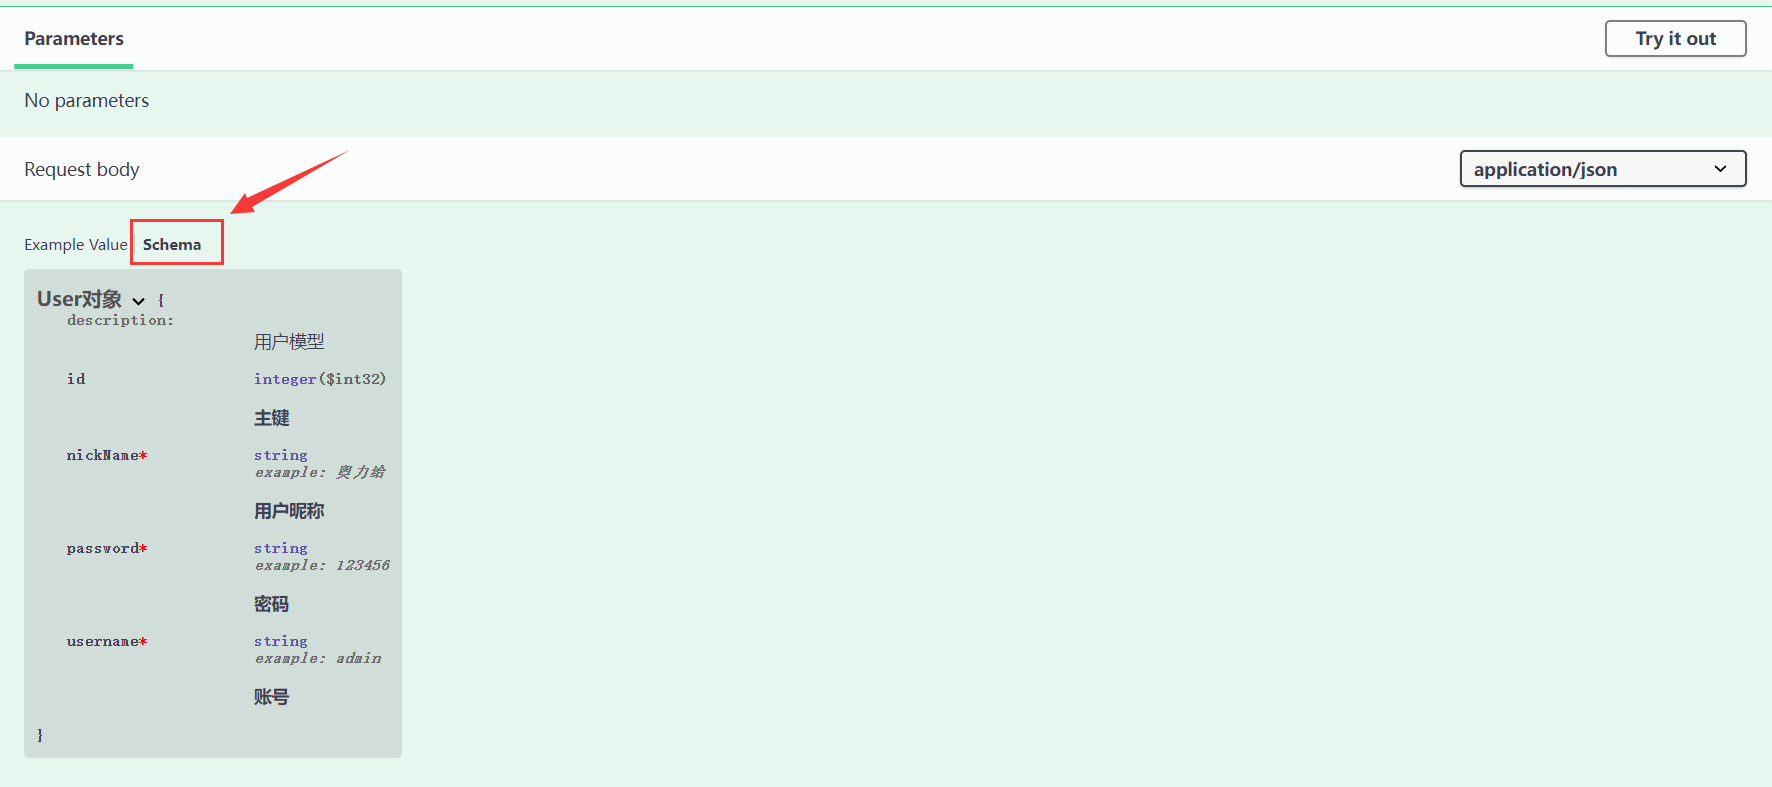 Parameters
Try it out
No parameters
Request body
application/json
Example Value
Schema
User对象 {
description:
用户模型
id
integer($int32)
主键
nickName*
string
example: 奥力给
用户昵称
password*
string
example: 123456
密码
username*
string
example: admin
账号
}